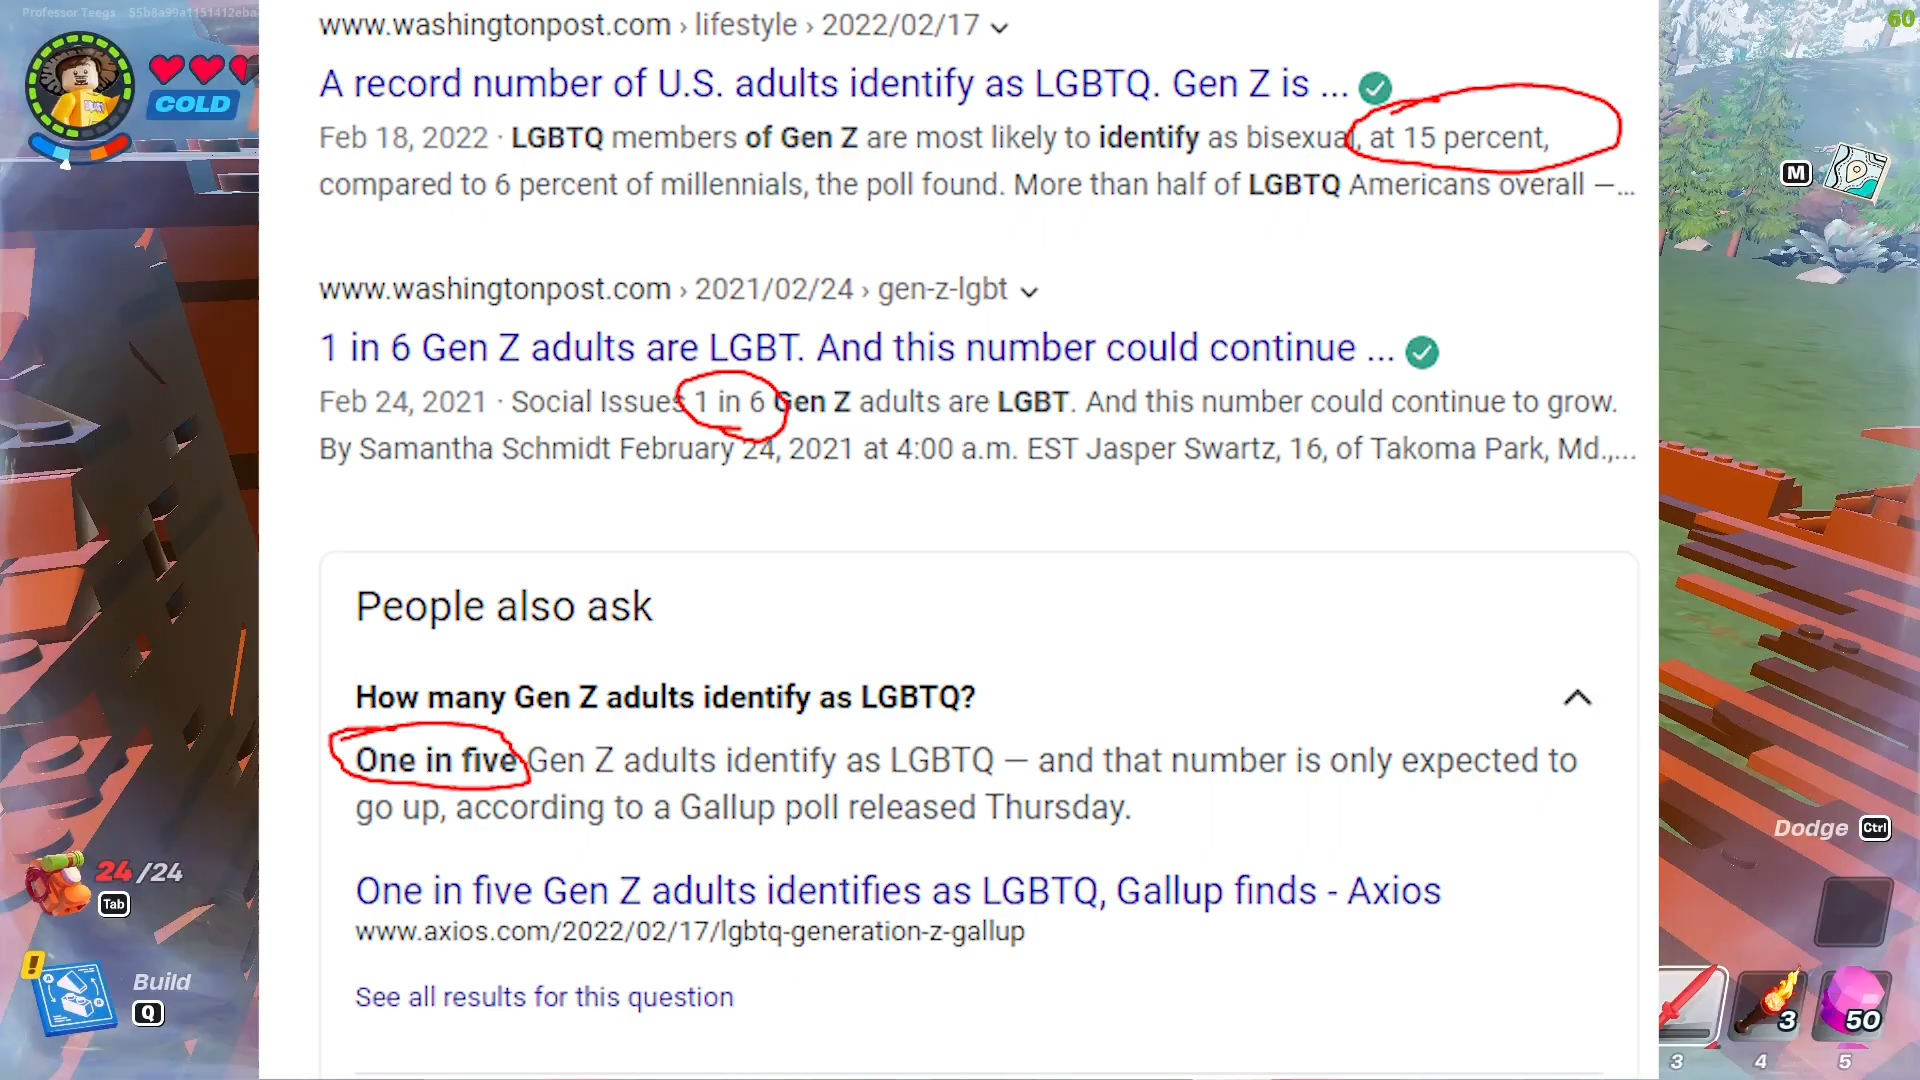 Professor Teegs 55b8a99a1151412eba
60
www.washingtonpost.com › lifestyle › 2022/02/17
A record number of U.S. adults identify as LGBTQ. Gen Z is ...
Feb 18, 2022 · LGBTQ members of Gen Z are most likely to identify as bisexual, at 15 percent,
compared to 6 percent of millennials, the poll found. More than half of LGBTQ Americans overall —...
COLD
M
www.washingtonpost.com › 2021/02/24 › gen-z-lgbt
1 in 6 Gen Z adults are LGBT. And this number could continue ...
Feb 24, 2021 · Social Issues 1 in 6 Gen Z adults are LGBT. And this number could continue to grow.
By Samantha Schmidt February 24, 2021 at 4:00 a.m. EST Jasper Swartz, 16, of Takoma Park, Md.,...
People also ask
How many Gen Z adults identify as LGBTQ?
One in five Gen Z adults identify as LGBTQ — and that number is only expected to
go up, according to a Gallup poll released Thursday.
One in five Gen Z adults identifies as LGBTQ, Gallup finds - Axios
www.axios.com/2022/02/17/lgbtq-generation-z-gallup
See all results for this question
24/24
Tab
Build
Q
Dodge Ctrl
3
50
3
4
5